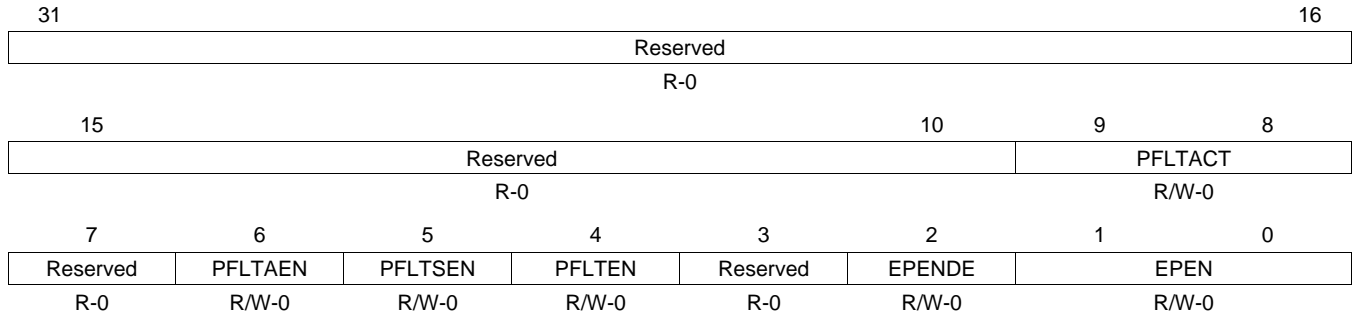 31 16
Reserved
R-0
15 10 9 8
Reserved PFLTACT
R-0 R/W-0
7 6 5 4 3 2 1 0
Reserved PFLTAEN PFLTSEN PFLTEN Reserved EPENDE EPEN
R-0 R/W-0 R/W-0 R/W-0 R-0 R/W-0 R/W-0